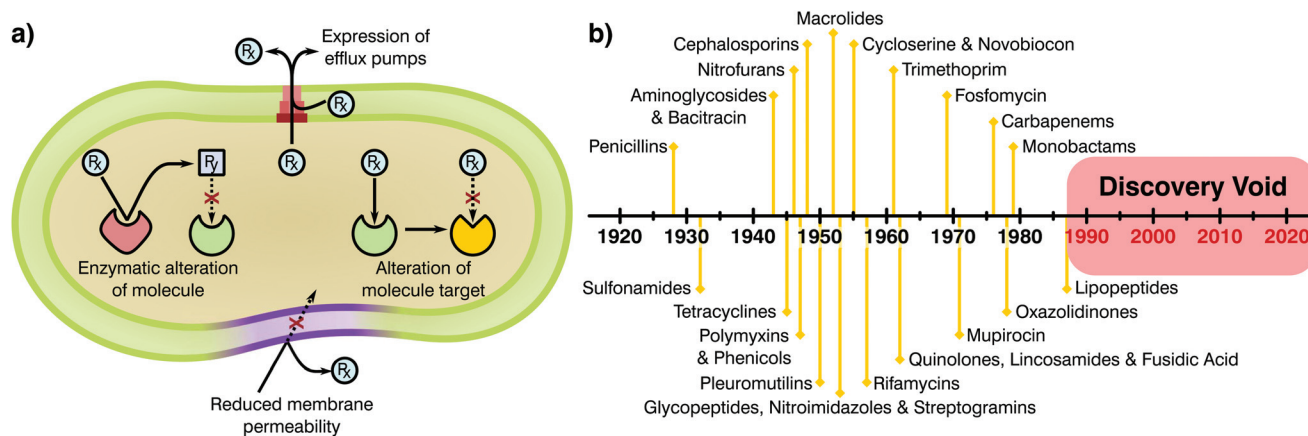 a)
Rx
Expression of
efflux pumps
Rx
Rx
Ry
Rx
Rx
Rx
Enzymatic alteration
of molecule
Alteration of
molecule target
Rx
Reduced membrane
permeability
b)
Macrolides
Cephalosporins
Cycloserine & Novobiocon
Nitrofurans
Trimethoprim
Aminoglycosides
& Bacitracin
Fosfomycin
Carbapenems
Penicillins
Monobactams
Discovery Void
1920 1930 1940 1950 1960 1970 1980 1990 2000 2010 2020
Sulfonamides
Lipopeptides
Tetracyclines
Oxazolidinones
Polymyxins
& Phenicols
Mupirocin
Quinolones, Lincosamides & Fusidic Acid
Pleuromutilins
Rifamycins
Glycopeptides, Nitroimidazoles & Streptogramins